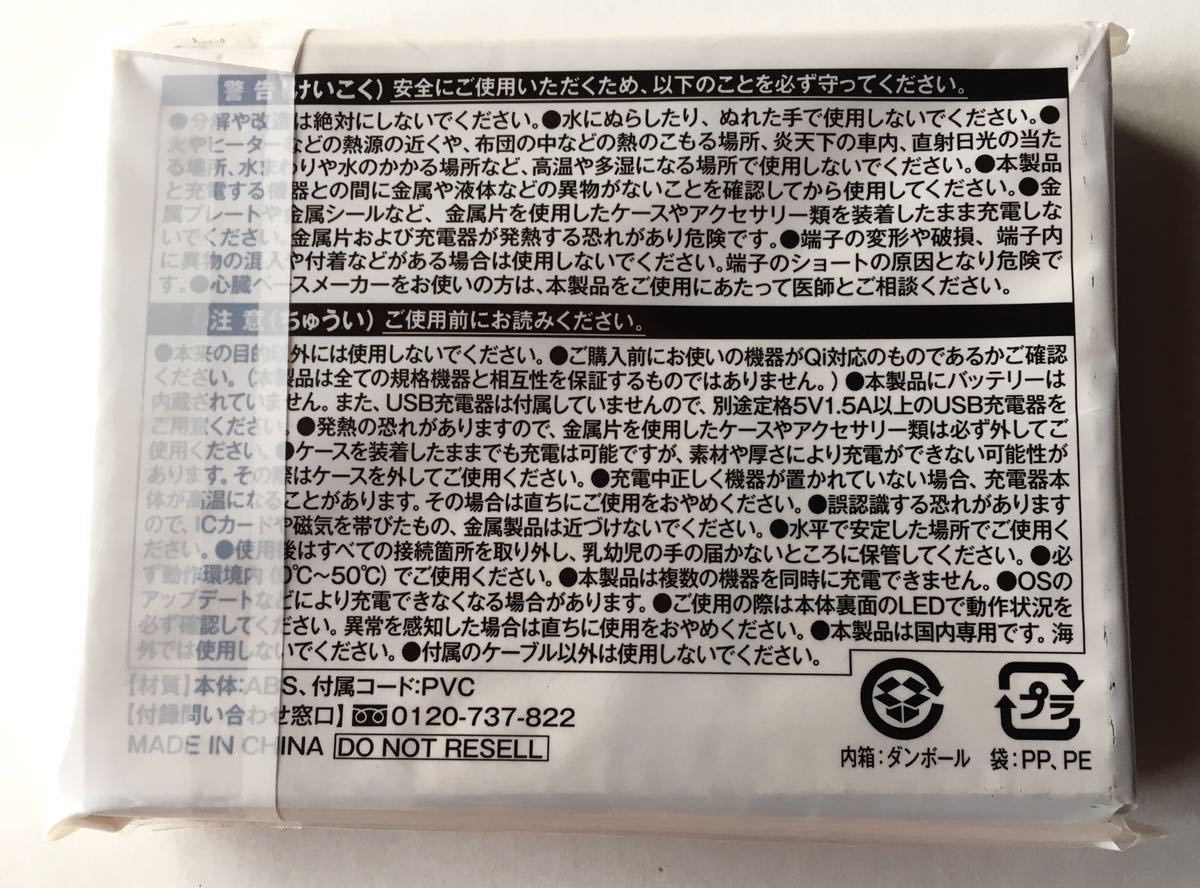 警告(けいこく) 安全にご使用いただくため、以下のことを必ず守ってください。
●分解や改造は絶対にしないでください。●水にぬらしたり、ぬれた手で使用しないでください。●
火やヒーターなどの熱源の近くや、布団の中などの熱のこもる場所、炎天下の車内、直射日光の当た
る場所、水まわりや水のかかる場所など、高温や多湿になる場所で使用しないでください。●本製品
と充電する機器との間に金属や液体などの異物がないことを確認してから使用してください。●金
属プレートや金属シールなど、金属片を使用したケースやアクセサリー類を装着したまま充電しな
いでください。金属片および充電器が発熱する恐れがあり危険です。●端子の変形や破損、端子内
に異物の混入や付着などがある場合は使用しないでください。端子のショートの原因となり危険で
す。●心臓ペースメーカーをお使いの方は、本製品をご使用にあたって医師とご相談ください。
注意(ちゅうい) ご使用前にお読みください。
●本来の目的以外には使用しないでください。●ご購入前にお使いの機器がQi対応のものであるかご確認
ください。(本製品は全ての規格機器と相互性を保証するものではありません。)●本製品にバッテリーは
内蔵されていません。また、USB充電器は付属していませんので、別途定格5V1.5A以上のUSB充電器を
ご用意ください。●発熱の恐れがありますので、金属片を使用したケースやアクセサリー類は必ず外してご
使用ください。●ケースを装着したままでも充電は可能ですが、素材や厚さにより充電ができない可能性が
あります。その際はケースを外してご使用ください。●充電中正しく機器が置かれていない場合、充電器本
体が高温になることがあります。その場合は直ちにご使用をおやめください。●誤認識する恐れがあります
ので、ICカードや磁気を帯びたもの、金属製品は近づけないでください。●水平で安定した場所でご使用く
ださい。●使用後はすべての接続箇所を取り外し、乳幼児の手の届かないところに保管してください。●必
ず動作環境内(0℃～50℃)でご使用ください。●本製品は複数の機器を同時に充電できません。●OSの
アップデートなどにより充電できなくなる場合があります。●ご使用の際は本体裏面のLEDで動作状況を
必ず確認してください。異常を感知した場合は直ちに使用をおやめください。●本製品は国内専用です。海
外では使用しないでください。●付属のケーブル以外は使用しないでください。
【材質】本体:ABS、付属コード:PVC
【付録問い合わせ窓口】0120-737-822
MADE IN CHINA DO NOT RESELL
プラ
内箱:ダンボール 袋:PP、PE